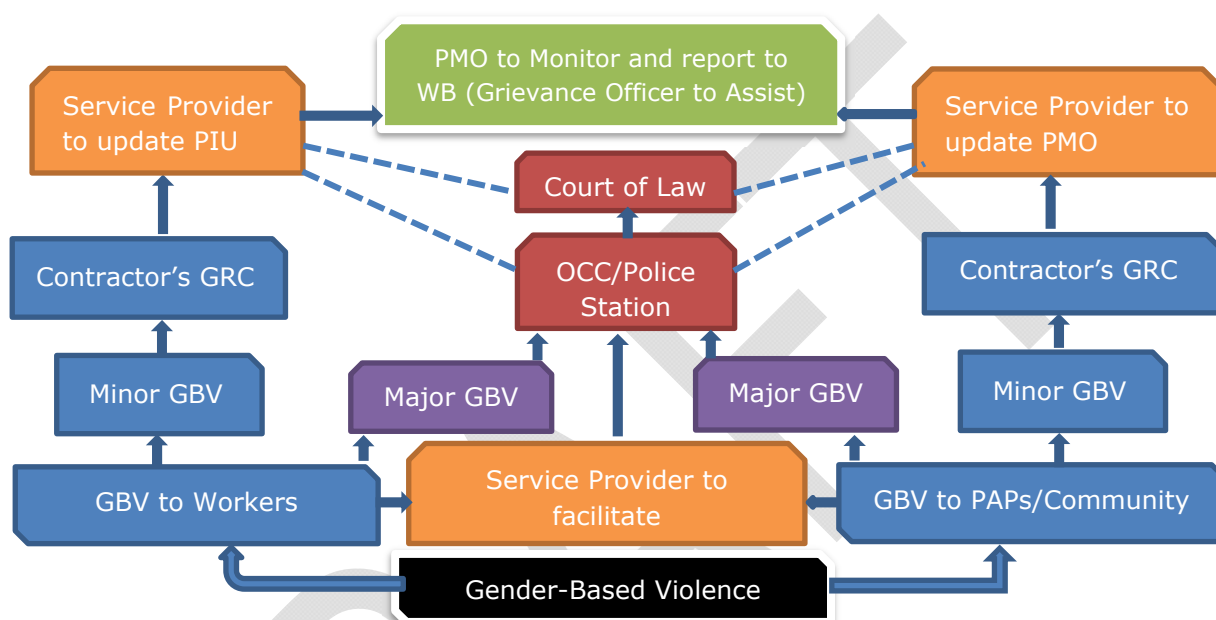 PMO to Monitor and report to
WB (Grievance Officer to Assist)
Service Provider
to update PIU
Service Provider to
update PMO
Court of Law
Contractor’s GRC
OCC/Police
Station
Contractor’s GRC
Minor GBV
Major GBV
Major GBV
Minor GBV
GBV to Workers
Service Provider to
facilitate
GBV to PAPs/Community
Gender-Based Violence